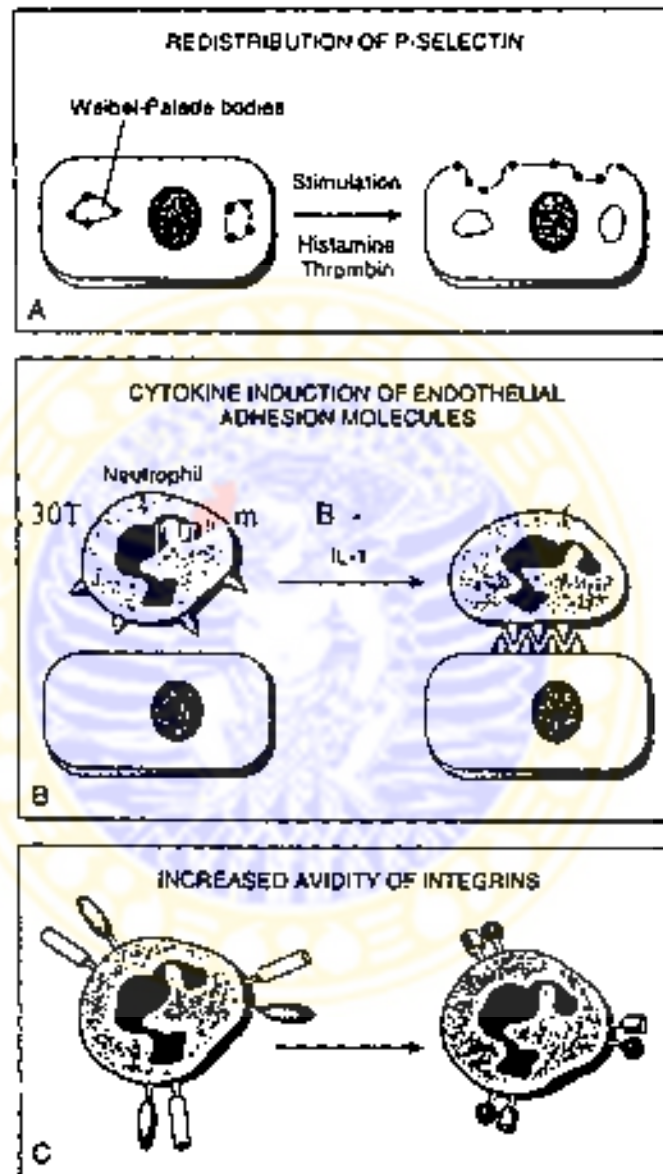 REDISTRIBUTION OF P-SELECTIN
Weibel-Palade bodies
Stimulation
Histamine
Thrombin
A
CYTOKINE INDUCTION OF ENDOTHELIAL
ADHESION MOLECULES
Neutrophil
30T m B -
IL-1
B
INCREASED AVIDITY OF INTEGRINS
C